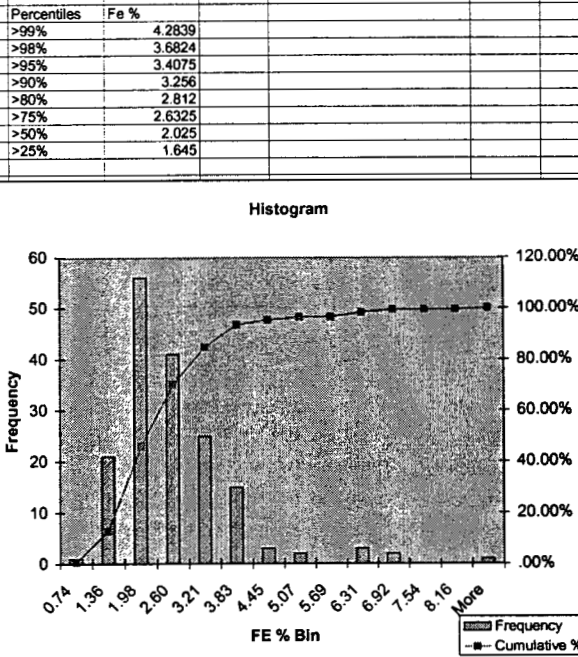 Percentiles Fe %
>99% 4.2839
>98% 3.6824
>95% 3.4075
>90% 3.256
>80% 2.812
>75% 2.6325
>50% 2.025
>25% 1.645
Histogram
60 120.00%
50 100.00%
40 80.00%
30 60.00%
20 40.00%
10 20.00%
0 .00%
Frequency
0.74 1.36 1.98 2.60 3.21 3.83 4.45 5.07 5.69 6.31 6.92 7.54 8.16 More
FE % Bin
Frequency
Cumulative %